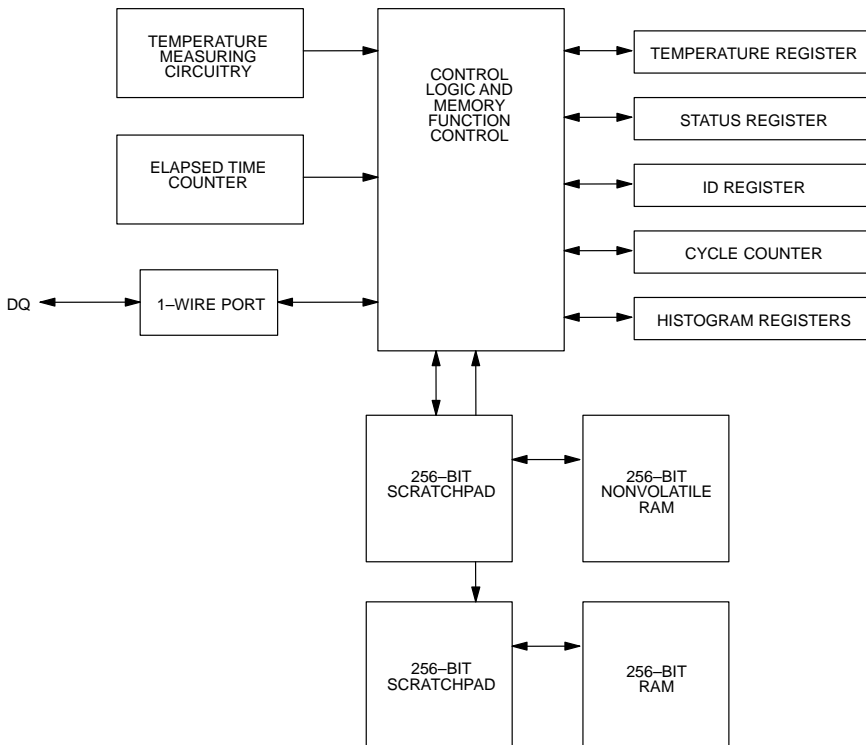 TEMPERATURE
MEASURING
CIRCUITRY
CONTROL
LOGIC AND
MEMORY
FUNCTION
CONTROL
TEMPERATURE REGISTER
STATUS REGISTER
ELAPSED TIME
COUNTER
ID REGISTER
CYCLE COUNTER
DQ
1–WIRE PORT
HISTOGRAM REGISTERS
256–BIT
SCRATCHPAD
256–BIT
NONVOLATILE
RAM
256–BIT
SCRATCHPAD
256–BIT
RAM